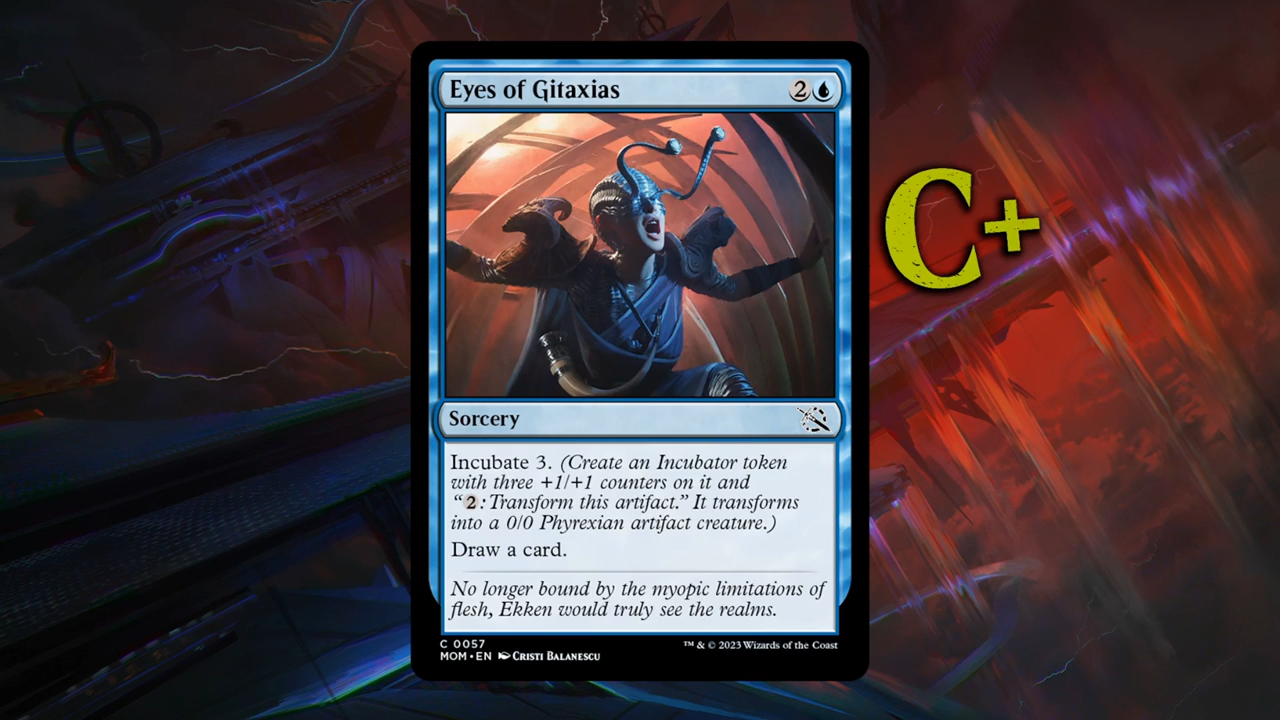 Eyes of Gitaxias 2
C+
Sorcery
Incubate 3. (Create an Incubator token
with three +1/+1 counters on it and
“2: Transform this artifact.” It transforms
into a 0/0 Phyrexian artifact creature.)
Draw a card.
No longer bound by the myopic limitations of
flesh, Ekken would truly see the realms.
C 0057
MOM • EN Cristi Balanescu
™ & © 2023 Wizards of the Coast